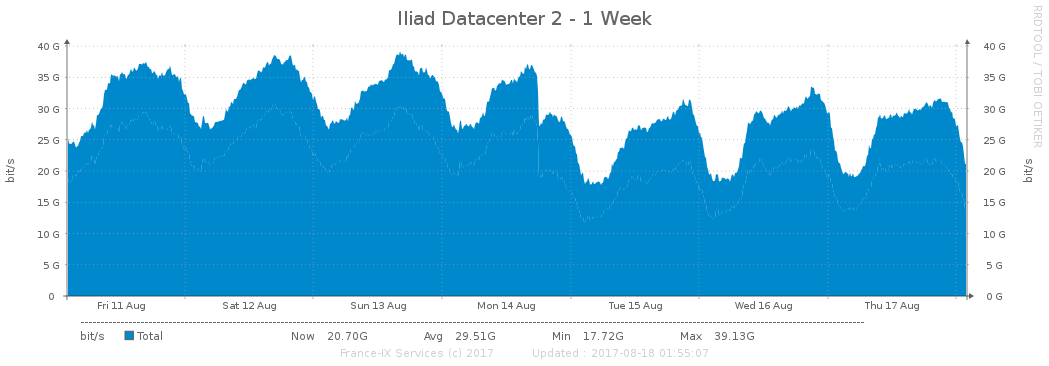 Iliad Datacenter 2 - 1 Week
RRDTOOL / TOBI OETIKER
bit/s
40 G 40 G
35 G 35 G
30 G 30 G
25 G 25 G
20 G 20 G
15 G 15 G
10 G 10 G
5 G 5 G
0 0 G
bit/s
Fri 11 Aug Sat 12 Aug Sun 13 Aug Mon 14 Aug Tue 15 Aug Wed 16 Aug Thu 17 Aug
bit/s Total Now 20.70G Avg 29.51G Min 17.72G Max 39.13G
France-IX Services (c) 2017 Updated : 2017-08-18 01:55:07